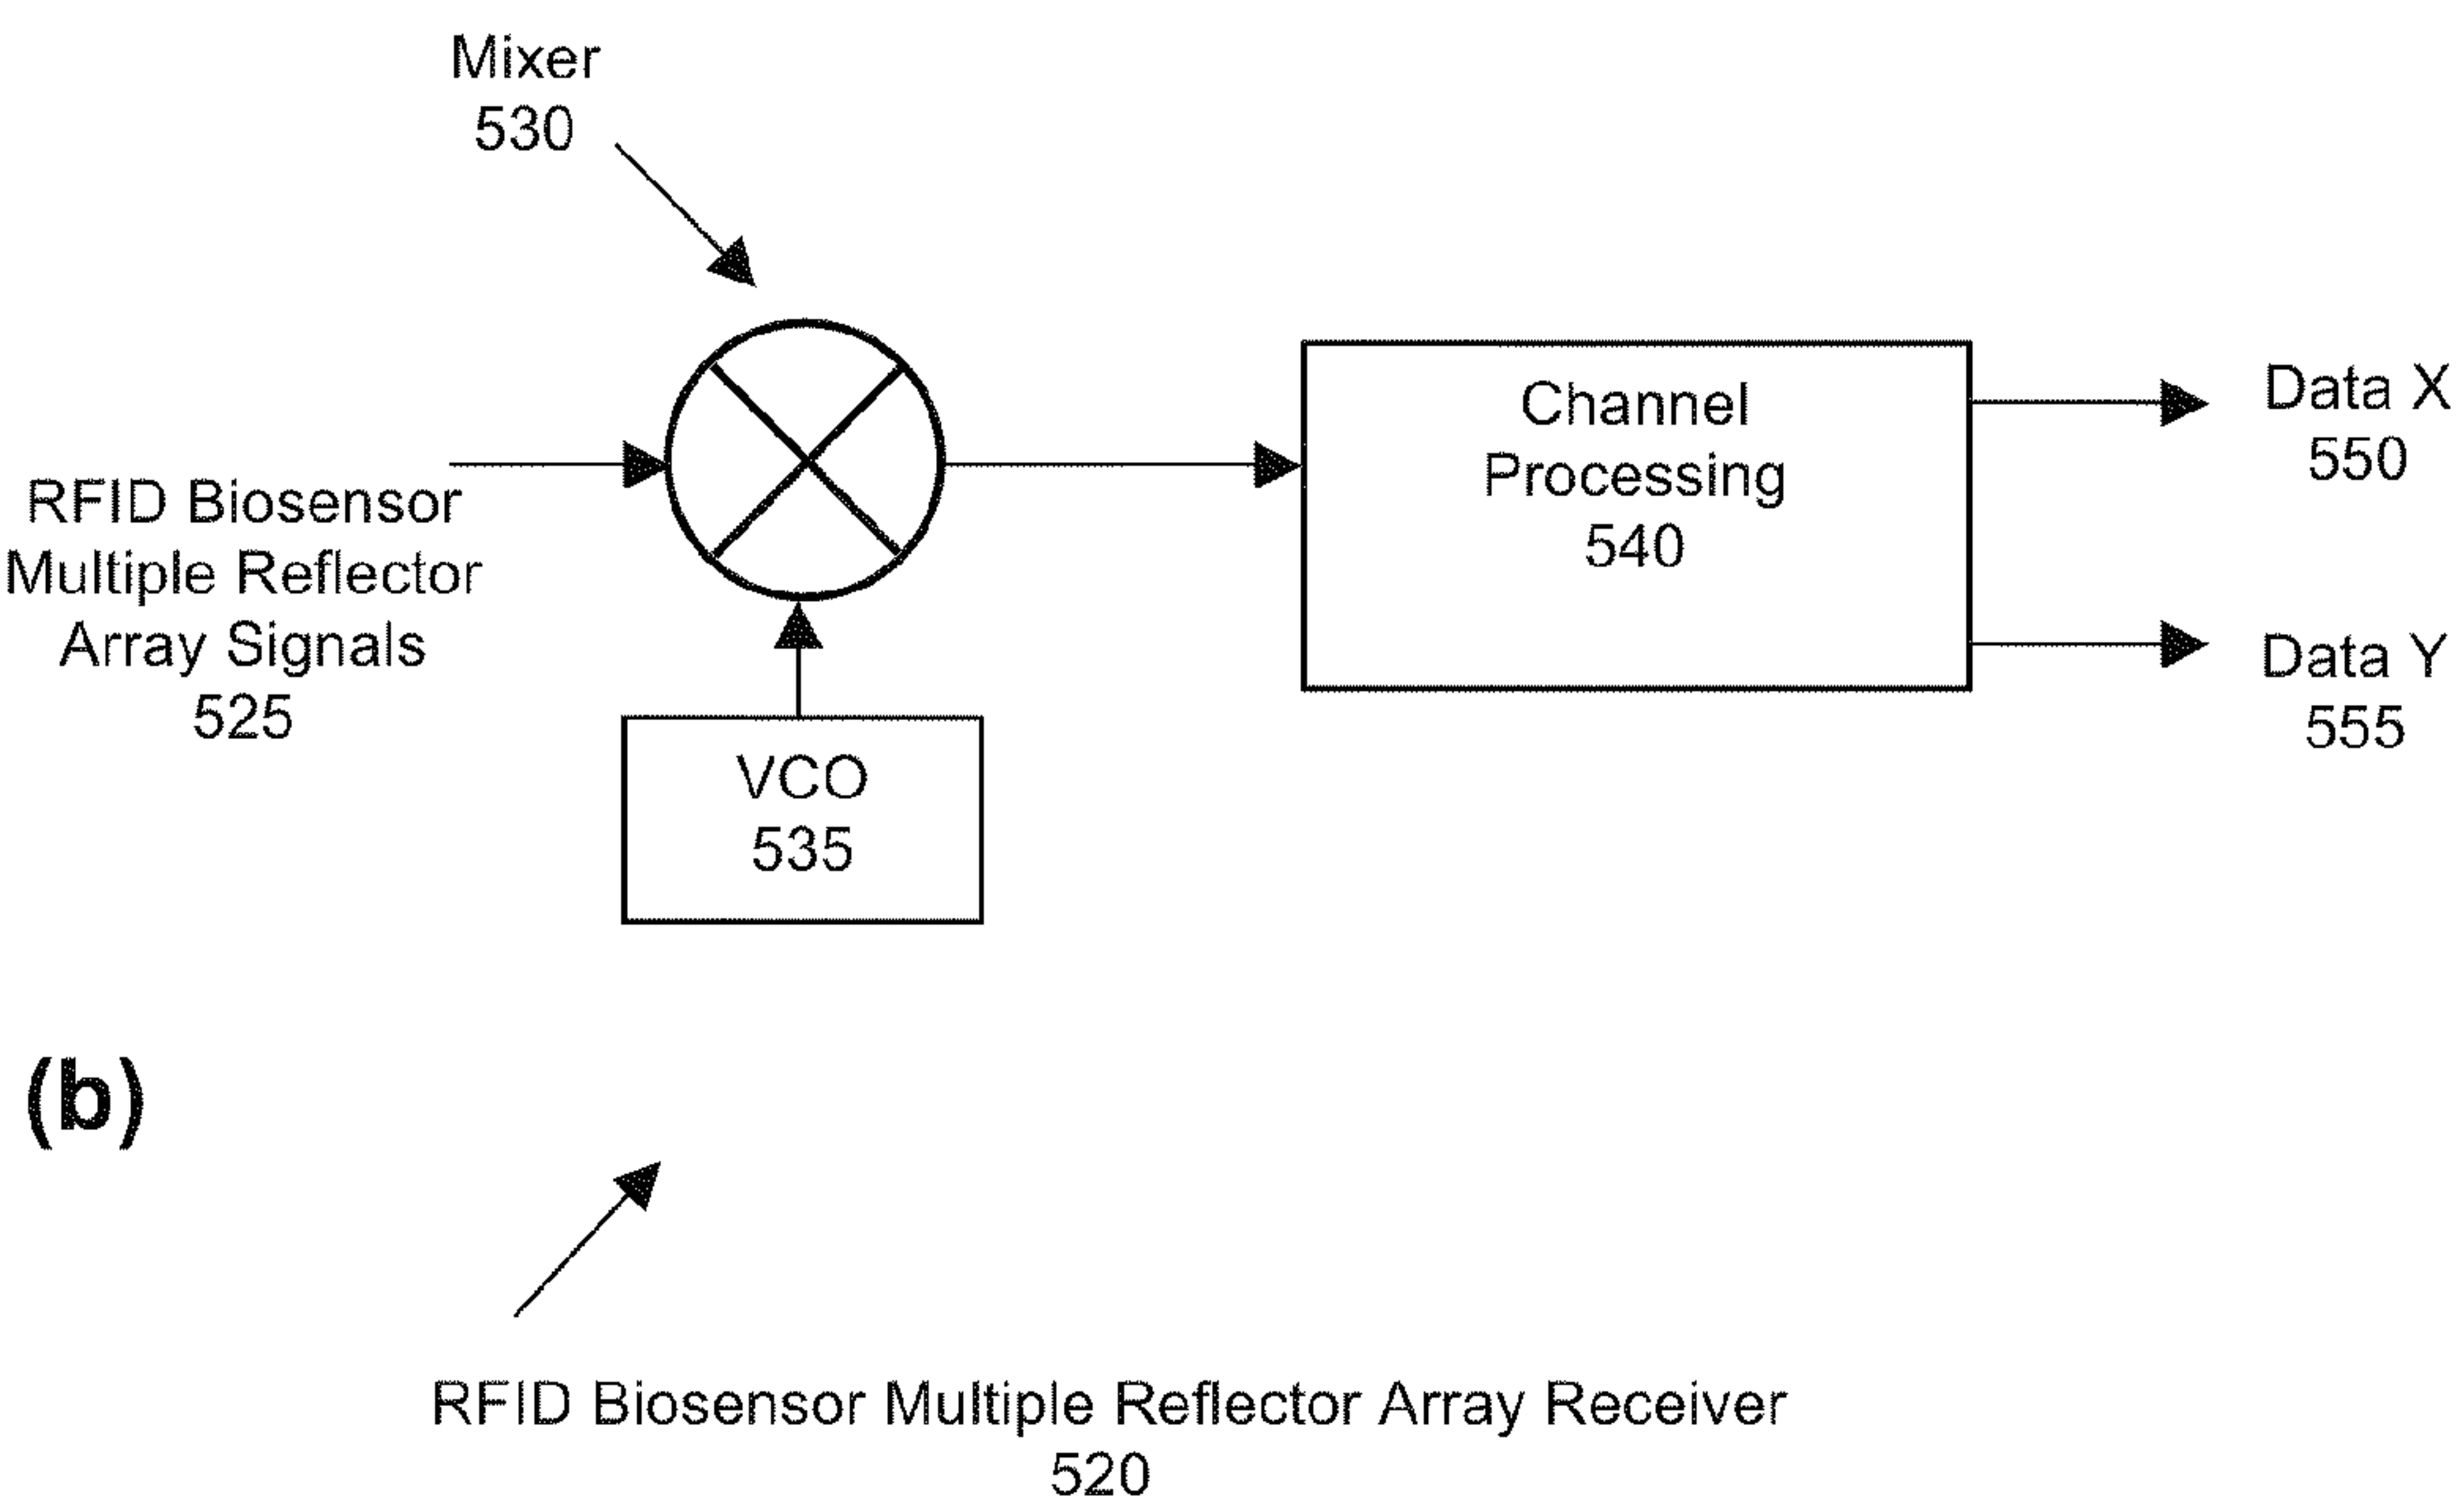 Mixer
530
RFID Biosensor
Multiple Reflector
Array Signals
525
VCO
535
Channel
Processing
540
Data X
550
Data Y
555
(b)
RFID Biosensor Multiple Reflector Array Receiver
520